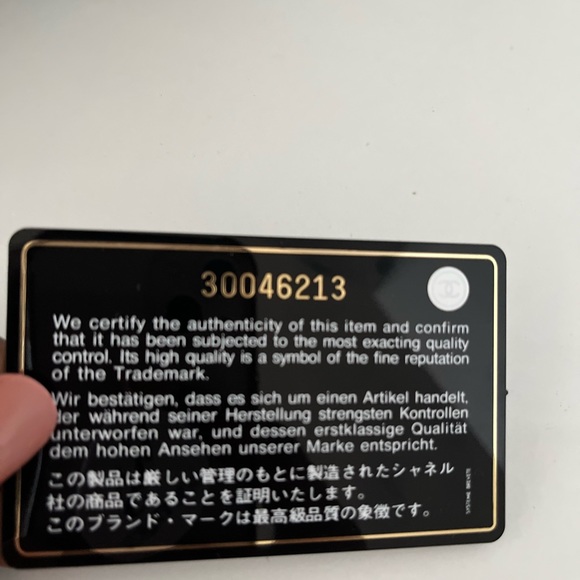 30046213
We certify the authenticity of this item and confirm
that it has been subjected to the most exacting quality
control. Its high quality is a symbol of the fine reputation
of the Trademark.
Wir bestätigen, dass es sich um einen Artikel handelt,
der während seiner Herstellung strengsten Kontrollen
unterworfen war, und dessen erstklassige Qualität
dem hohen Ansehen unserer Marke entspricht.
この製品は厳しい管理のもとに製造されたシャネル
社の商品であることを証明いたします。
このブランド・マークは最高級品質の象徴です。